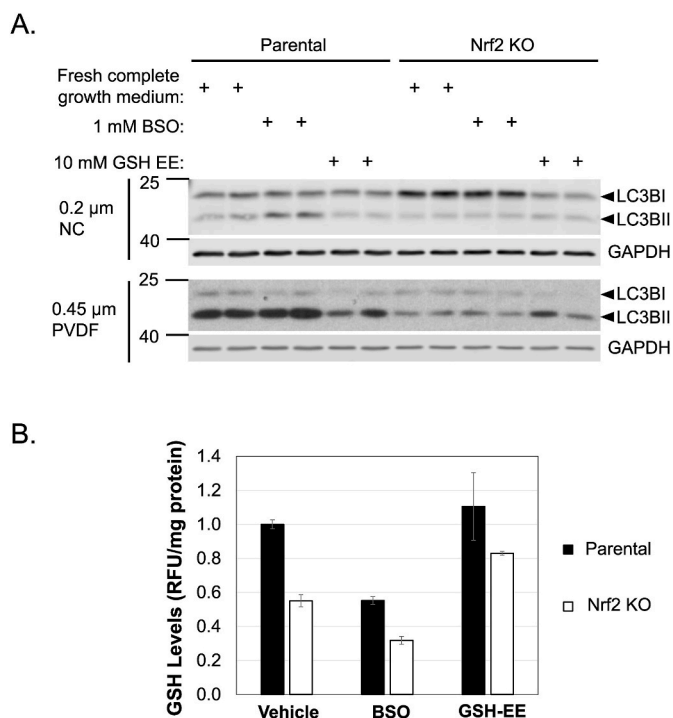 A.
Parental Nrf2 KO
Fresh complete
growth medium: + + + +
1 mM BSO: + + + +
10 mM GSH EE: + + + +
25
0.2 µm
NC
LC3BI
LC3BII
40
GAPDH
25
0.45 µm
PVDF
LC3BI
LC3BII
40
GAPDH
B.
GSH Levels (RFU/mg protein)
1.4
1.2
1.0
0.8
0.6
0.4
0.2
0.0
Vehicle BSO GSH-EE
Parental
Nrf2 KO